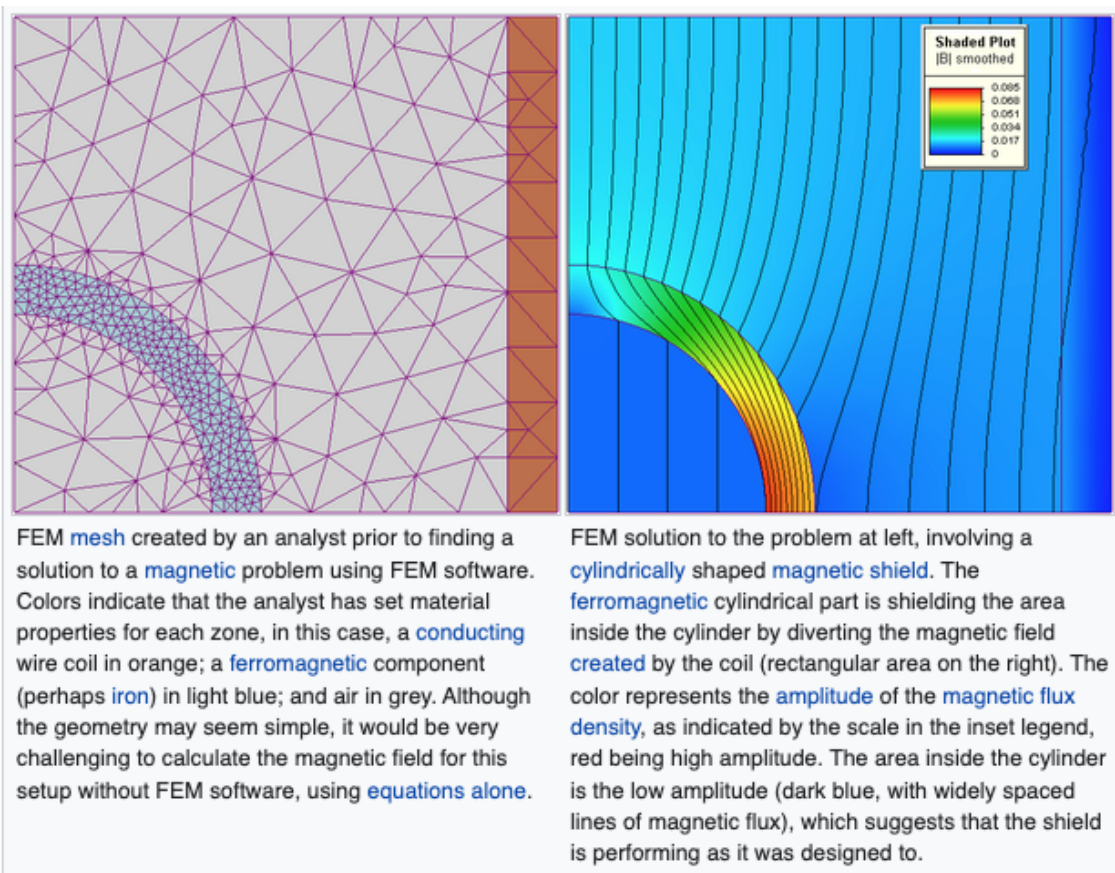 Shaded Plot
|B| smoothed
0.085
0.068
0.051
0.034
0.017
0
FEM mesh created by an analyst prior to finding a
solution to a magnetic problem using FEM software.
Colors indicate that the analyst has set material
properties for each zone, in this case, a conducting
wire coil in orange; a ferromagnetic component
(perhaps iron) in light blue; and air in grey. Although
the geometry may seem simple, it would be very
challenging to calculate the magnetic field for this
setup without FEM software, using equations alone.
FEM solution to the problem at left, involving a
cylindrically shaped magnetic shield. The
ferromagnetic cylindrical part is shielding the area
inside the cylinder by diverting the magnetic field
created by the coil (rectangular area on the right). The
color represents the amplitude of the magnetic flux
density, as indicated by the scale in the inset legend,
red being high amplitude. The area inside the cylinder
is the low amplitude (dark blue, with widely spaced
lines of magnetic flux), which suggests that the shield
is performing as it was designed to.